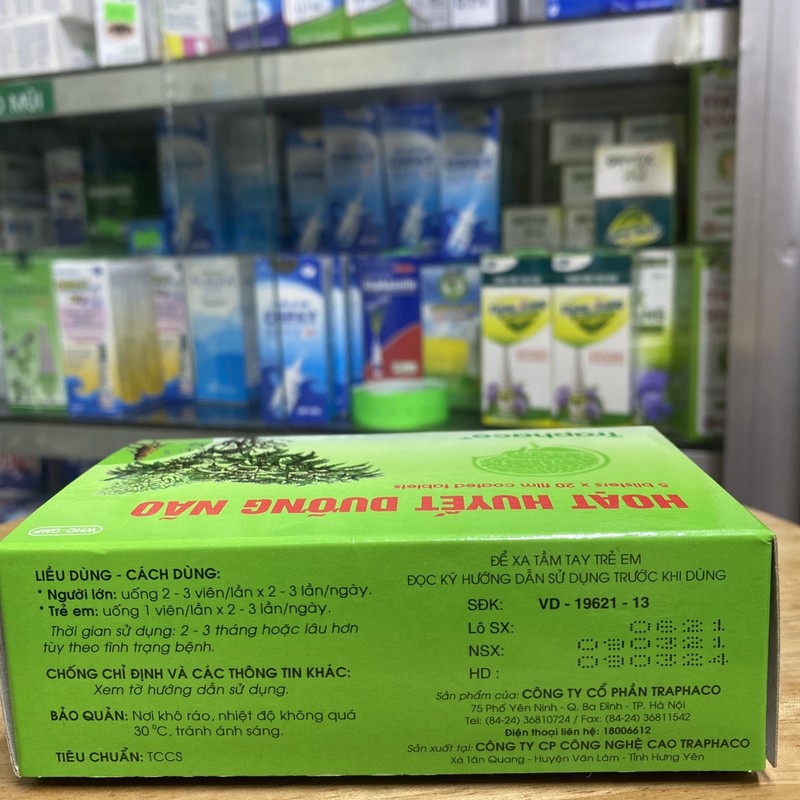 MŨI
Traphaco
5 blisters x 20 film coated tablets
HOẠT HUYẾT DƯỠNG NÃO
WHO-GMP
LIỀU DÙNG - CÁCH DÙNG:
* Người lớn: uống 2 - 3 viên/lần x 2 - 3 lần/ngày.
* Trẻ em: uống 1 viên/lần x 2 - 3 lần/ngày.
Thời gian sử dụng: 2 - 3 tháng hoặc lâu hơn
tùy theo tình trạng bệnh.
CHỐNG CHỈ ĐỊNH VÀ CÁC THÔNG TIN KHÁC:
Xem tờ hướng dẫn sử dụng.
BẢO QUẢN: Nơi khô ráo, nhiệt độ không quá
30 °C, tránh ánh sáng.
TIÊU CHUẨN: TCCS
ĐỂ XA TẦM TAY TRẺ EM
ĐỌC KỸ HƯỚNG DẪN SỬ DỤNG TRƯỚC KHI DÙNG
SĐK: VD - 19621 - 13
Lô SX: 0821
NSX: 090321
HD : 090324
Sản phẩm của: CÔNG TY CỔ PHẦN TRAPHACO
75 Phố Yên Ninh - Q. Ba Đình - TP. Hà Nội
Tel: (84-24) 36810724 / Fax: (84-24) 36811542
Điện thoại liên hệ: 18006612
Sản xuất tại: CÔNG TY CP CÔNG NGHỆ CAO TRAPHACO
Xã Tân Quang - Huyện Văn Lâm - Tỉnh Hưng Yên